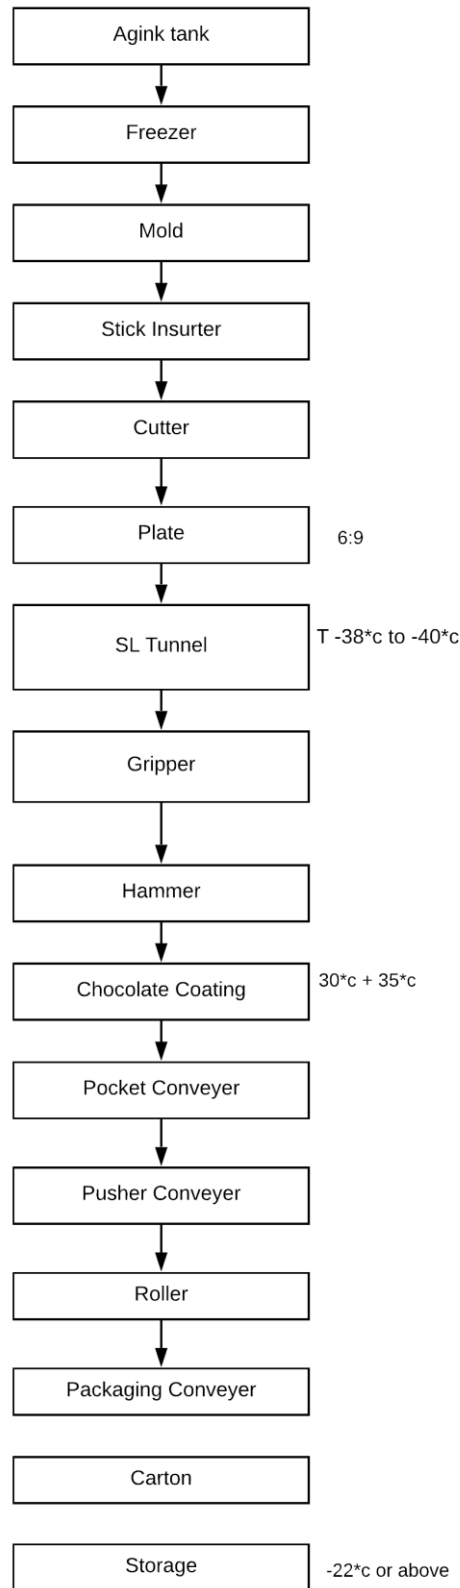 Agink tank
Freezer
Mold
Stick Insurter
Cutter
Plate
6:9
SL Tunnel
T -38*c to -40*c
Gripper
Hammer
Chocolate Coating
30*c + 35*c
Pocket Conveyer
Pusher Conveyer
Roller
Packaging Conveyer
Carton
Storage
-22*c or above